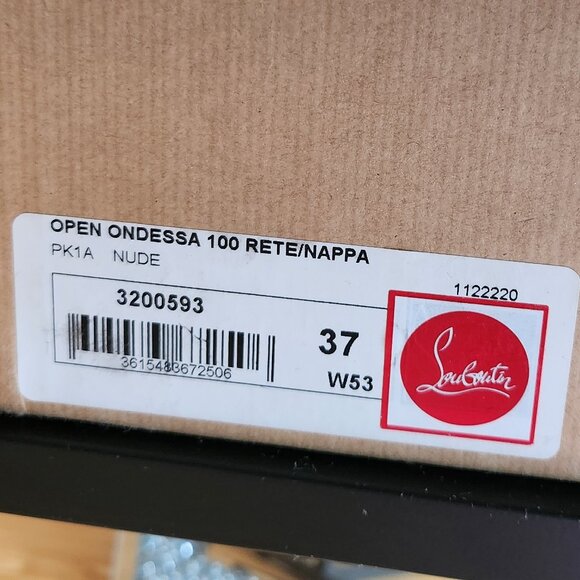 OPEN ONDESSA 100 RETE/NAPPA
PK1A NUDE
1122220
3200593
37
3615483672506
W53
Louboutin